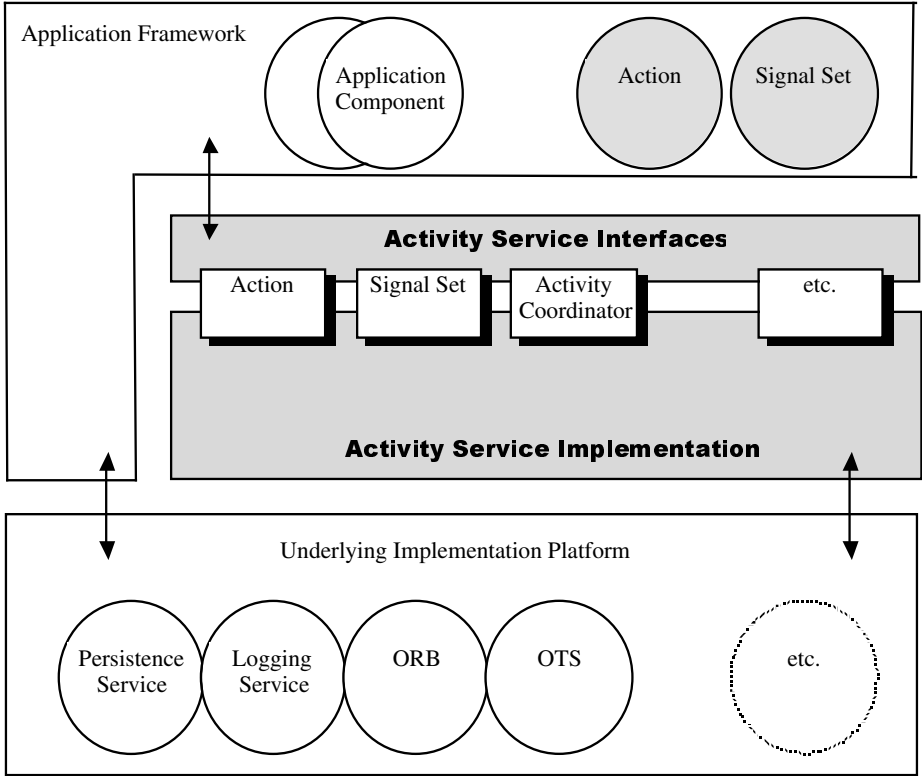 Application Framework
Application
Component
Action
Signal Set
Activity Service Interfaces
Action
Signal Set
Activity
Coordinator
etc.
Activity Service Implementation
Underlying Implementation Platform
Persistence
Service
Logging
Service
ORB
OTS
etc.